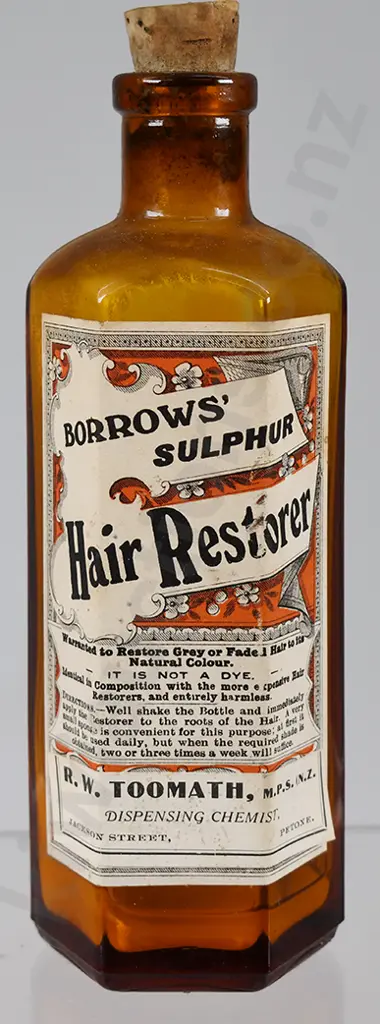 BORROWS'
SULPHUR
Hair Restorer
Warranted to Restore Grey or Faded Hair to its
Natural Colour.
IT IS NOT A DYE.
Identical in Composition with the more expensive Hair
Restorers, and entirely harmless.
DIRECTIONS.—Well shake the Bottle and immediately
apply the Restorer to the roots of the Hair. A very
small sponge is convenient for this purpose; at first it
should be used daily, but when the required shade is
obtained, two or three times a week will suffice.
R. W. TOOMATH, M.P.S. N.Z.
DISPENSING CHEMIST,
JACKSON STREET, PETONE.
.nz